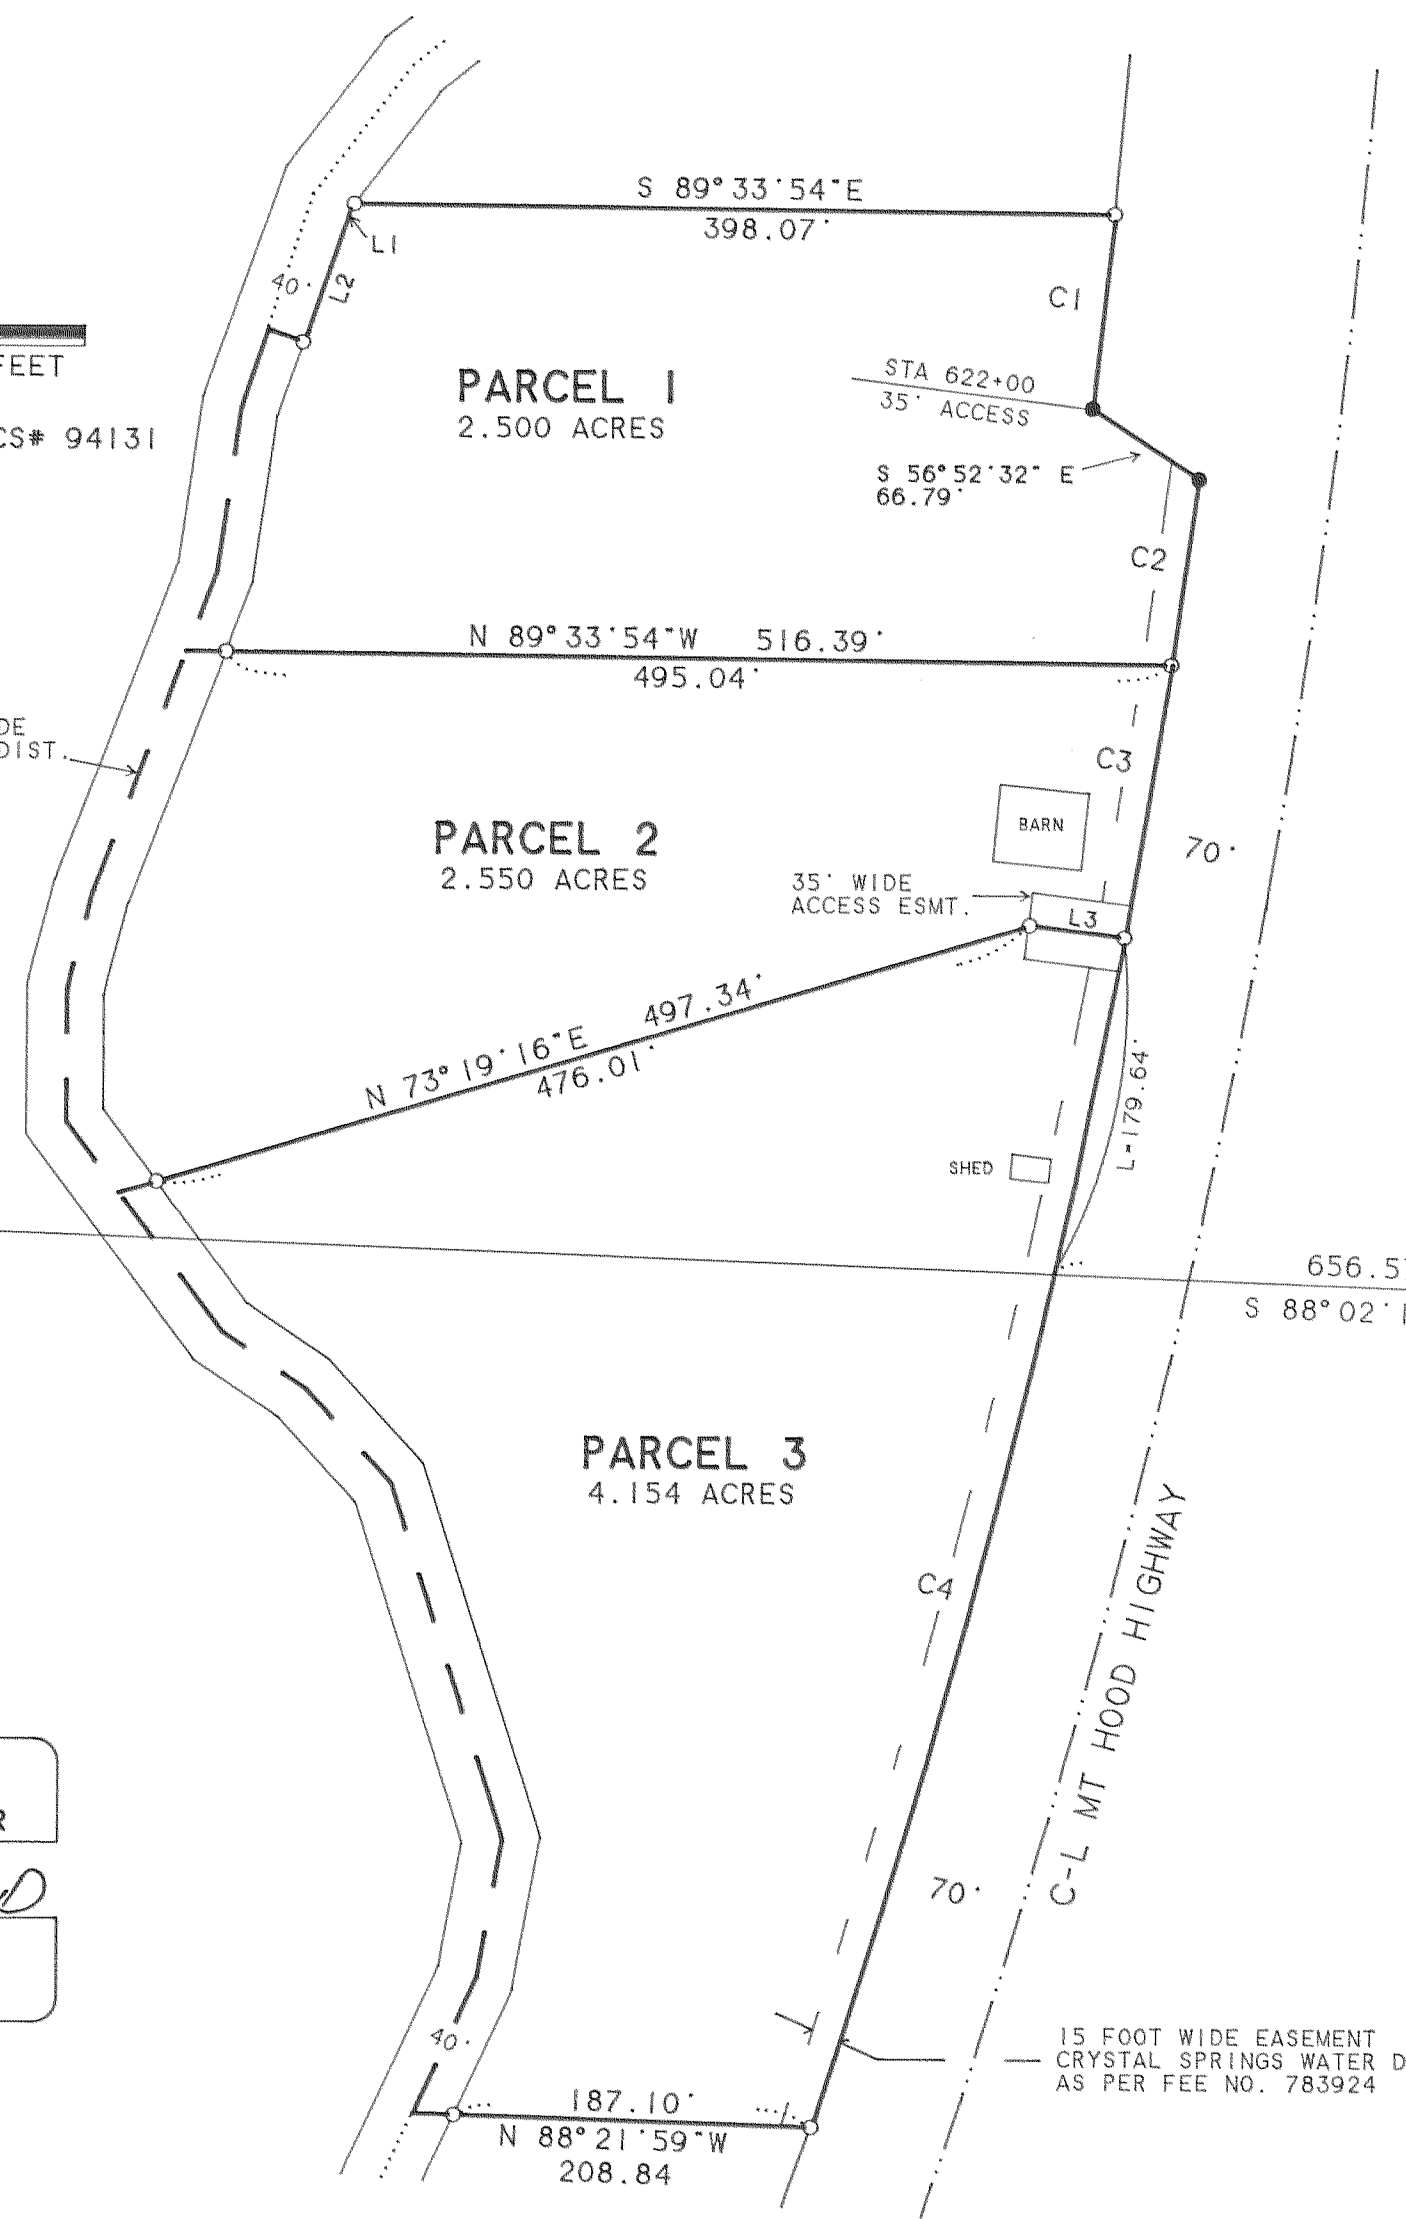 S 89°33'54"E
398.07'
L1
L2
40'
C1
FEET
PARCEL 1
2.500 ACRES
STA 622+00
35' ACCESS
CS# 94131
S 56°52'32" E
66.79'
C2
N 89°33'54"W 516.39'
495.04'
DE
DIST.
C3
BARN
PARCEL 2
2.550 ACRES
70'
35' WIDE
ACCESS ESMT.
L3
N 73°19'16"E 497.34'
476.01'
L=179.64'
SHED
656.5
S 88°02'1
PARCEL 3
4.154 ACRES
C4
C-L MT HOOD HIGHWAY
R
70'
40'
15 FOOT WIDE EASEMENT
CRYSTAL SPRINGS WATER D
AS PER FEE NO. 783924
187.10'
N 88°21'59"W
208.84